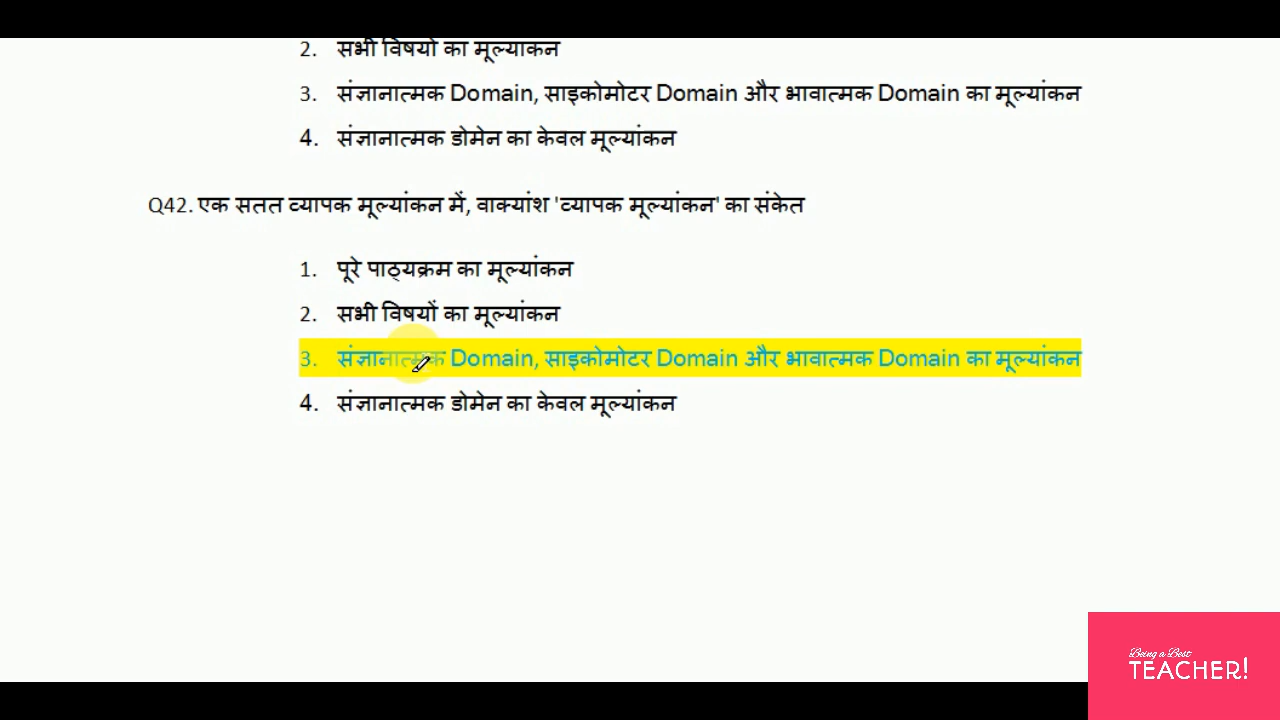 2. सभी विषयों का मूल्यांकन
3. संज्ञानात्मक Domain, साइकोमोटर Domain और भावात्मक Domain का मूल्यांकन
4. संज्ञानात्मक डोमेन का केवल मूल्यांकन
Q42. एक सतत व्यापक मूल्यांकन में, वाक्यांश 'व्यापक मूल्यांकन' का संकेत
1. पूरे पाठ्यक्रम का मूल्यांकन
2. सभी विषयों का मूल्यांकन
3. संज्ञानात्मक Domain, साइकोमोटर Domain और भावात्मक Domain का मूल्यांकन
4. संज्ञानात्मक डोमेन का केवल मूल्यांकन
Being a Best
TEACHER!